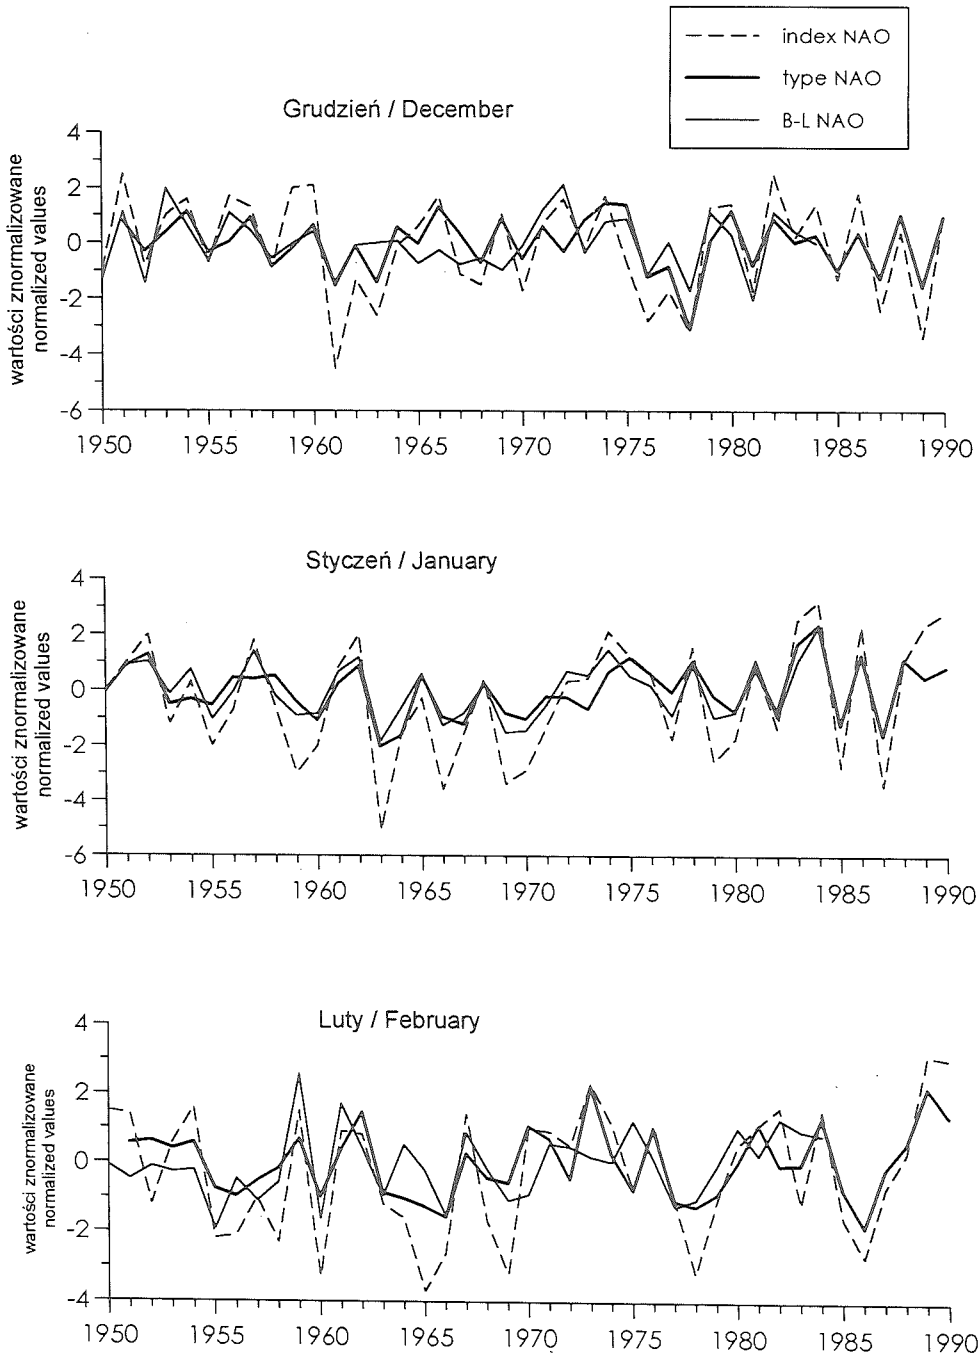 index NAO
type NAO
B-L NAO
Grudzień / December
wartości znormalizowane
normalized values
4
2
0
-2
-4
-6
1950 1955 1960 1965 1970 1975 1980 1985 1990
Styczeń / January
wartości znormalizowane
normalized values
4
2
0
-2
-4
-6
1950 1955 1960 1965 1970 1975 1980 1985 1990
Luty / February
wartości znormalizowane
normalized values
4
2
0
-2
-4
1950 1955 1960 1965 1970 1975 1980 1985 1990